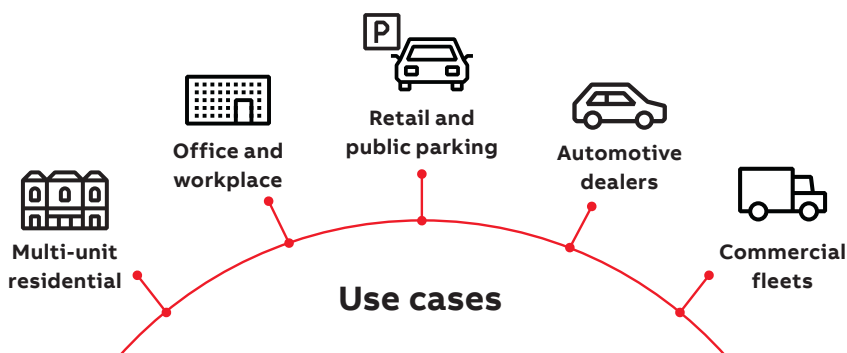 P
Retail and
public parking
Office and
workplace
Automotive
dealers
Multi-unit
residential
Commercial
fleets
Use cases